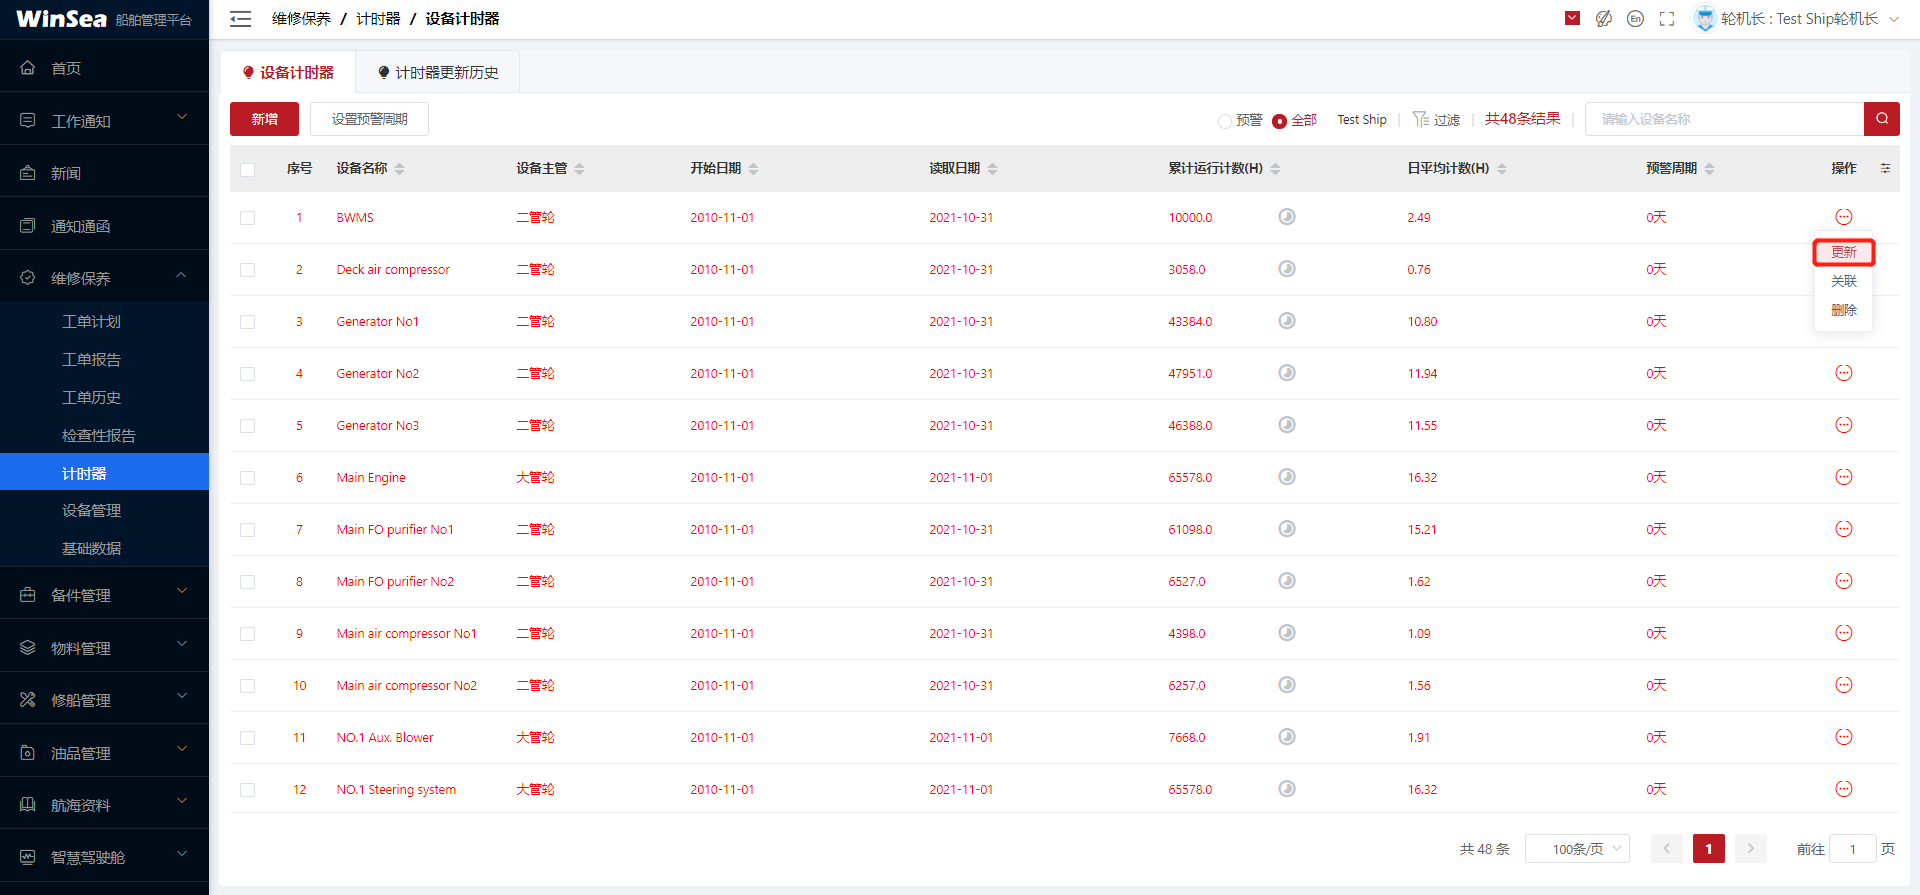 WinSea 船舶管理平台
维修保养 / 计时器 / 设备计时器
En
轮机长 : Test Ship轮机长
首页
工作通知
新闻
通知通函
维修保养
工单计划
工单报告
工单历史
检查性报告
计时器
设备管理
基础数据
备件管理
物料管理
修船管理
油品管理
航海资料
智慧驾驶舱
设备计时器 计时器更新历史
新增 设置预警周期 预警 全部 Test Ship 过滤 共48条结果 请输入设备名称
序号 设备名称 设备主管 开始日期 读取日期 累计运行计数(H) 日平均计数(H) 预警周期 操作
1 BWMS 二管轮 2010-11-01 2021-10-31 10000.0 2.49 0天
更新
关联
删除
2 Deck air compressor 二管轮 2010-11-01 2021-10-31 3058.0 0.76 0天
3 Generator No1 二管轮 2010-11-01 2021-10-31 43384.0 10.80 0天
4 Generator No2 二管轮 2010-11-01 2021-10-31 47951.0 11.94 0天
5 Generator No3 二管轮 2010-11-01 2021-10-31 46388.0 11.55 0天
6 Main Engine 大管轮 2010-11-01 2021-11-01 65578.0 16.32 0天
7 Main FO purifier No1 二管轮 2010-11-01 2021-10-31 61098.0 15.21 0天
8 Main FO purifier No2 二管轮 2010-11-01 2021-10-31 6527.0 1.62 0天
9 Main air compressor No1 二管轮 2010-11-01 2021-10-31 4398.0 1.09 0天
10 Main air compressor No2 二管轮 2010-11-01 2021-10-31 6257.0 1.56 0天
11 NO.1 Aux. Blower 大管轮 2010-11-01 2021-11-01 7668.0 1.91 0天
12 NO.1 Steering system 大管轮 2010-11-01 2021-11-01 65578.0 16.32 0天
共 48 条 100条/页 1 前往 1 页